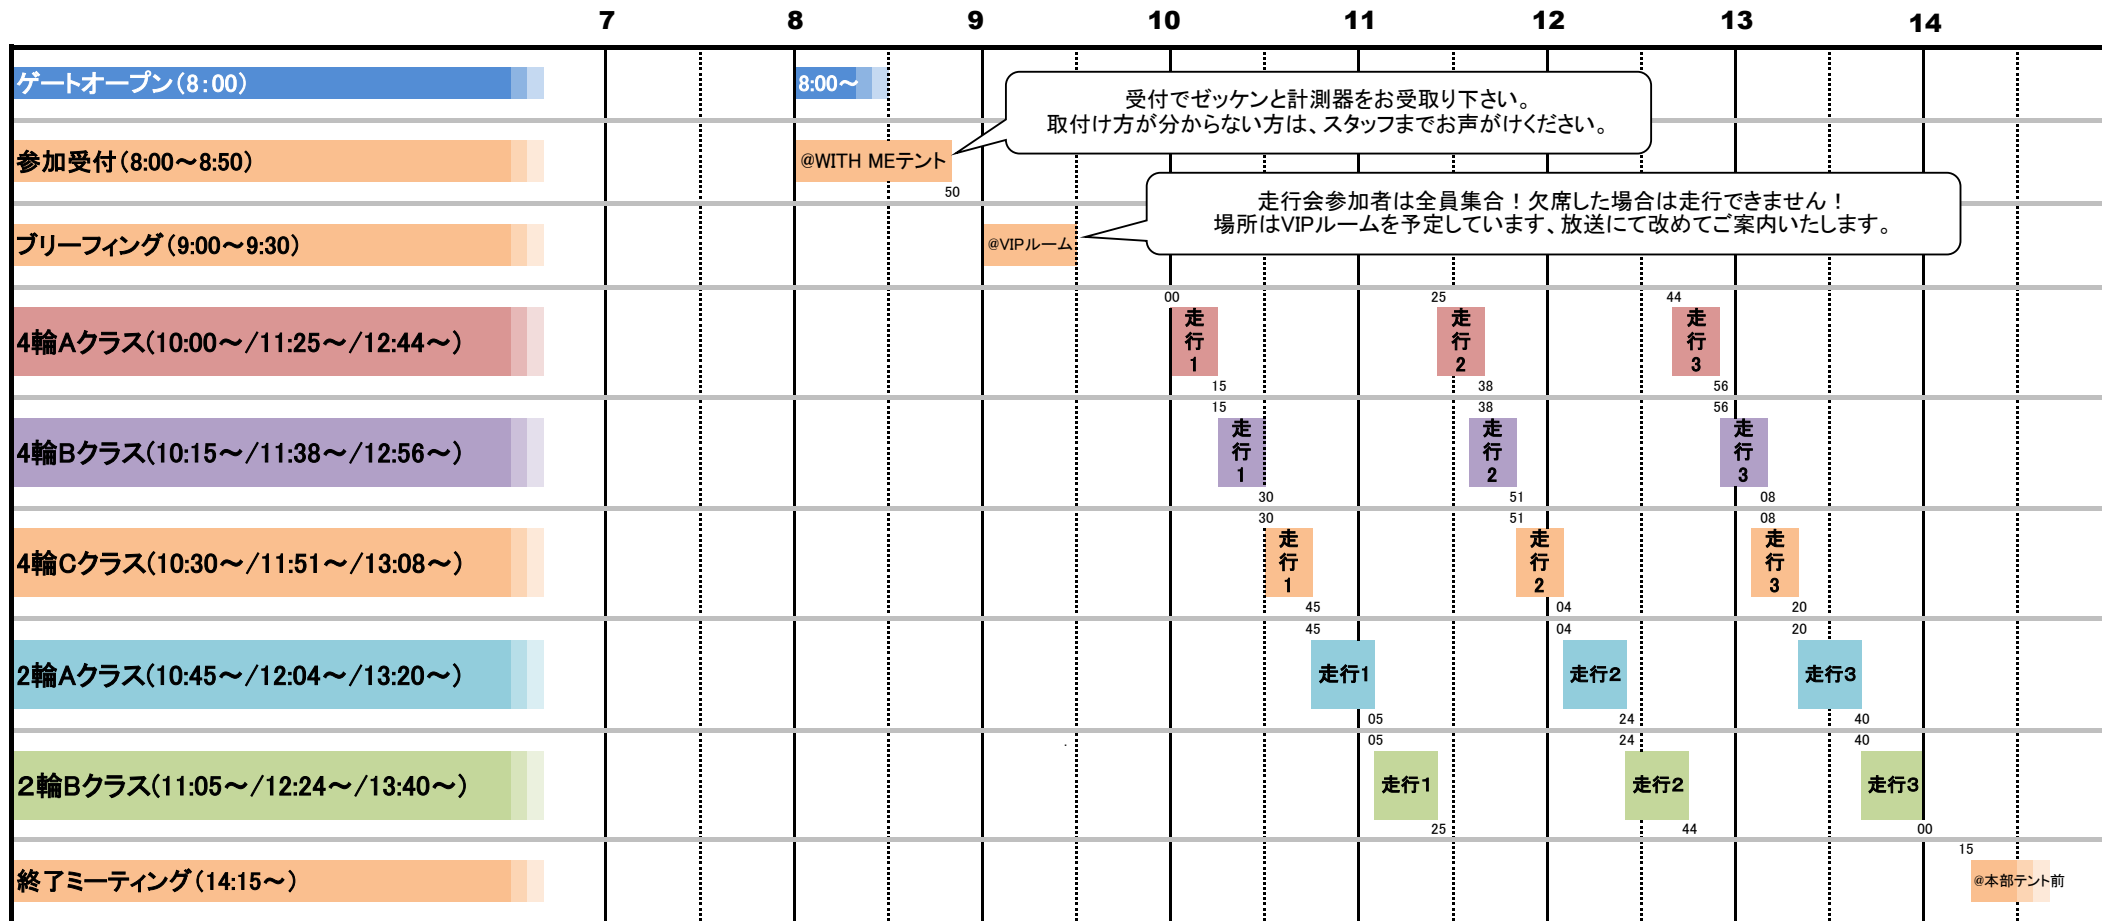 7 8 9 10 11 12 13 14
ゲートオープン(8:00)
8:00～
受付でゼッケンと計測器をお受取り下さい。
取付け方が分からない方は、スタッフまでお声がけください。
参加受付(8:00～8:50)
@WITH MEテント
50
走行会参加者は全員集合！欠席した場合は走行できません！
場所はVIPルームを予定しています、放送にて改めてご案内いたします。
ブリーフィング(9:00～9:30)
@VIPルーム
00 25 44
4輪Aクラス(10:00～/11:25～/12:44～)
走行1 走行2 走行3
15 38 56
15 38 56
4輪Bクラス(10:15～/11:38～/12:56～)
走行1 走行2 走行3
30 51 08
30 51 08
4輪Cクラス(10:30～/11:51～/13:08～)
走行1 走行2 走行3
45 04 20
45 04 20
2輪Aクラス(10:45～/12:04～/13:20～)
走行1 走行2 走行3
05 24 40
05 24 40
２輪Bクラス(11:05～/12:24～/13:40～)
走行1 走行2 走行3
25 44 00
15
終了ミーティング(14:15～)
@本部テント前